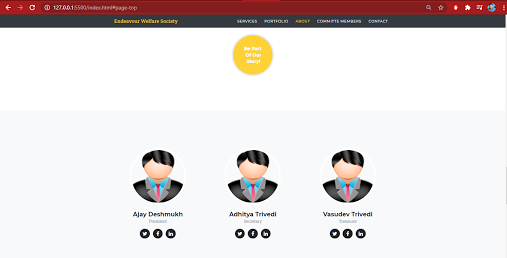 127.0.0.1:5500/index.html#page-top
Endeavour Welfare Society
SERVICES PORTFOLIO ABOUT COMMITTE MEMBERS CONTACT
Be Part
Of Our
Story!
Ajay Deshmukh
President
Adhitya Trivedi
Secretary
Vasudev Trivedi
Treasurer